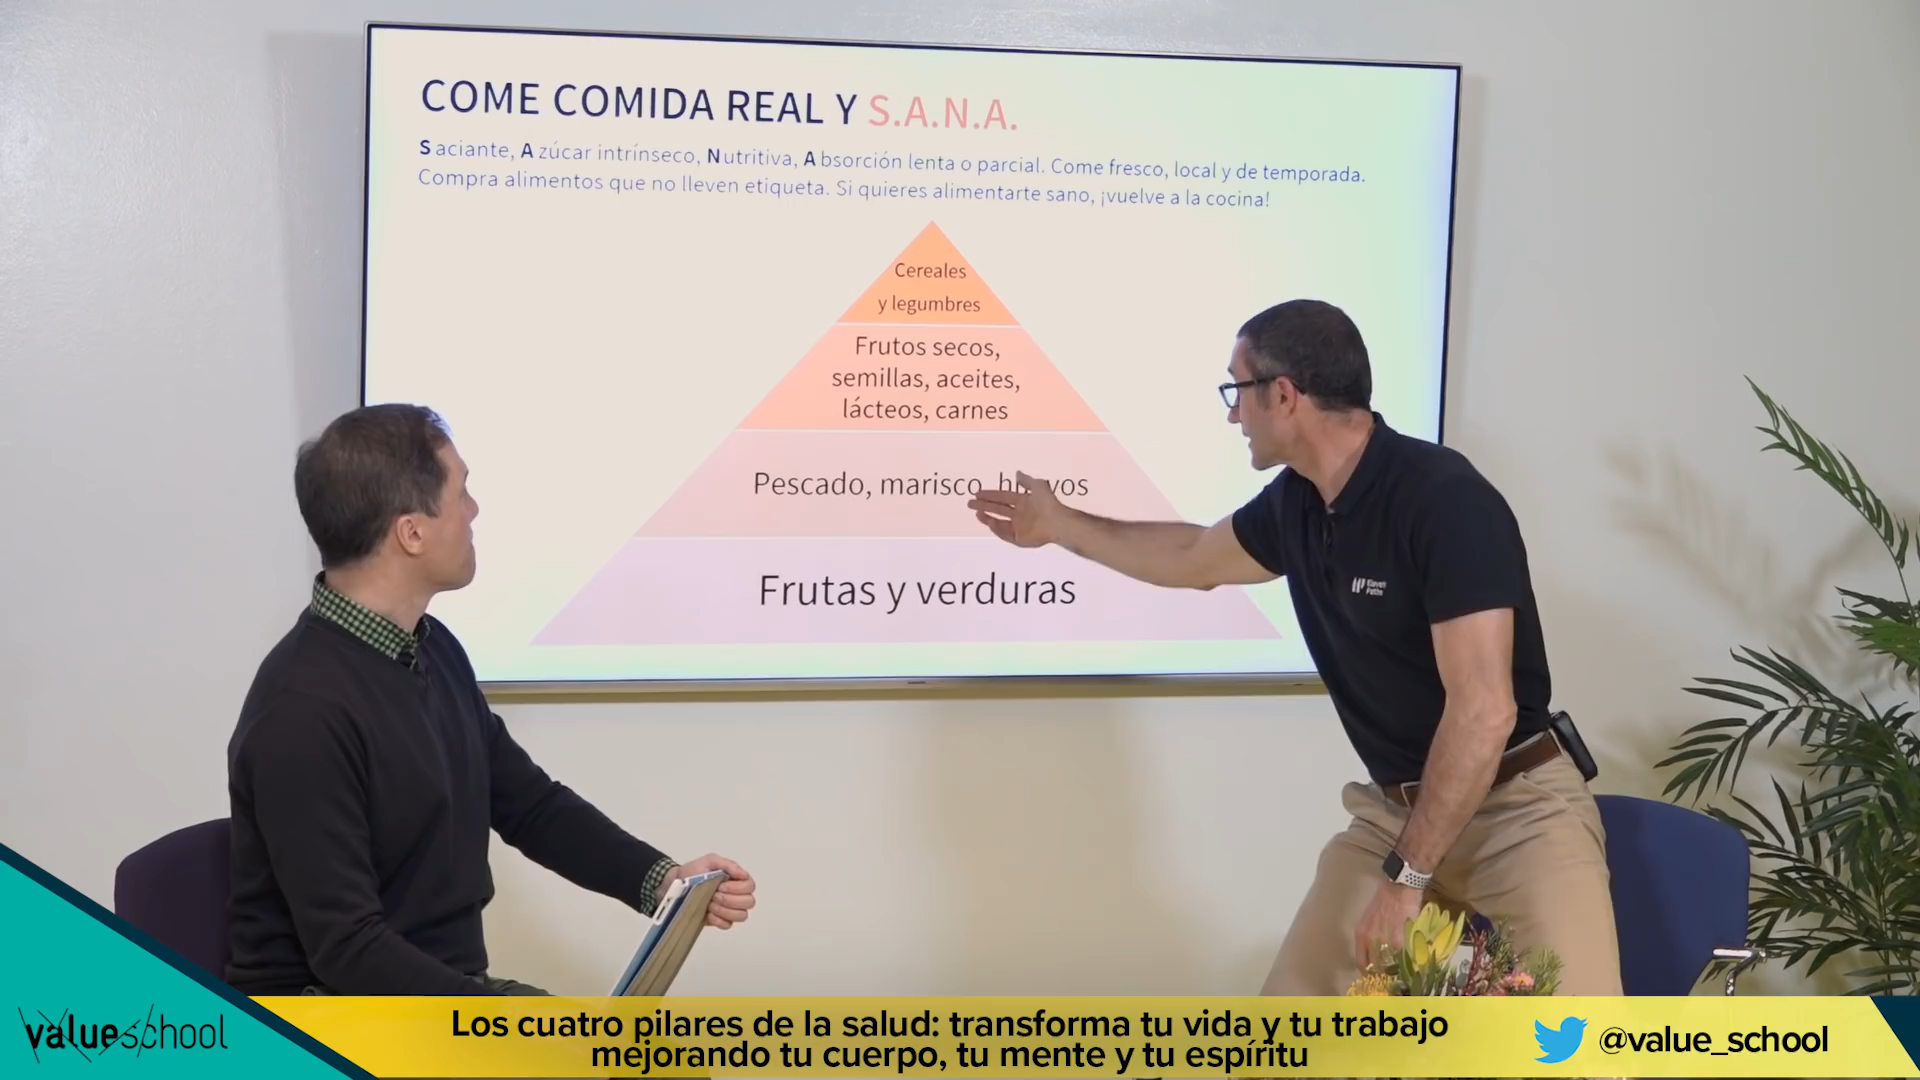 COME COMIDA REAL Y S.A.N.A.
Saciante, Azúcar intrínseco, Nutritiva, Absorción lenta o parcial. Come fresco, local y de temporada.
Compra alimentos que no lleven etiqueta. Si quieres alimentarte sano, ¡vuelve a la cocina!
Cereales
y legumbres
Frutos secos,
semillas, aceites,
lácteos, carnes
Pescado, marisco, huevos
Frutas y verduras
Eleven
Paths
valueschool
Los cuatro pilares de la salud: transforma tu vida y tu trabajo
mejorando tu cuerpo, tu mente y tu espíritu
@value_school